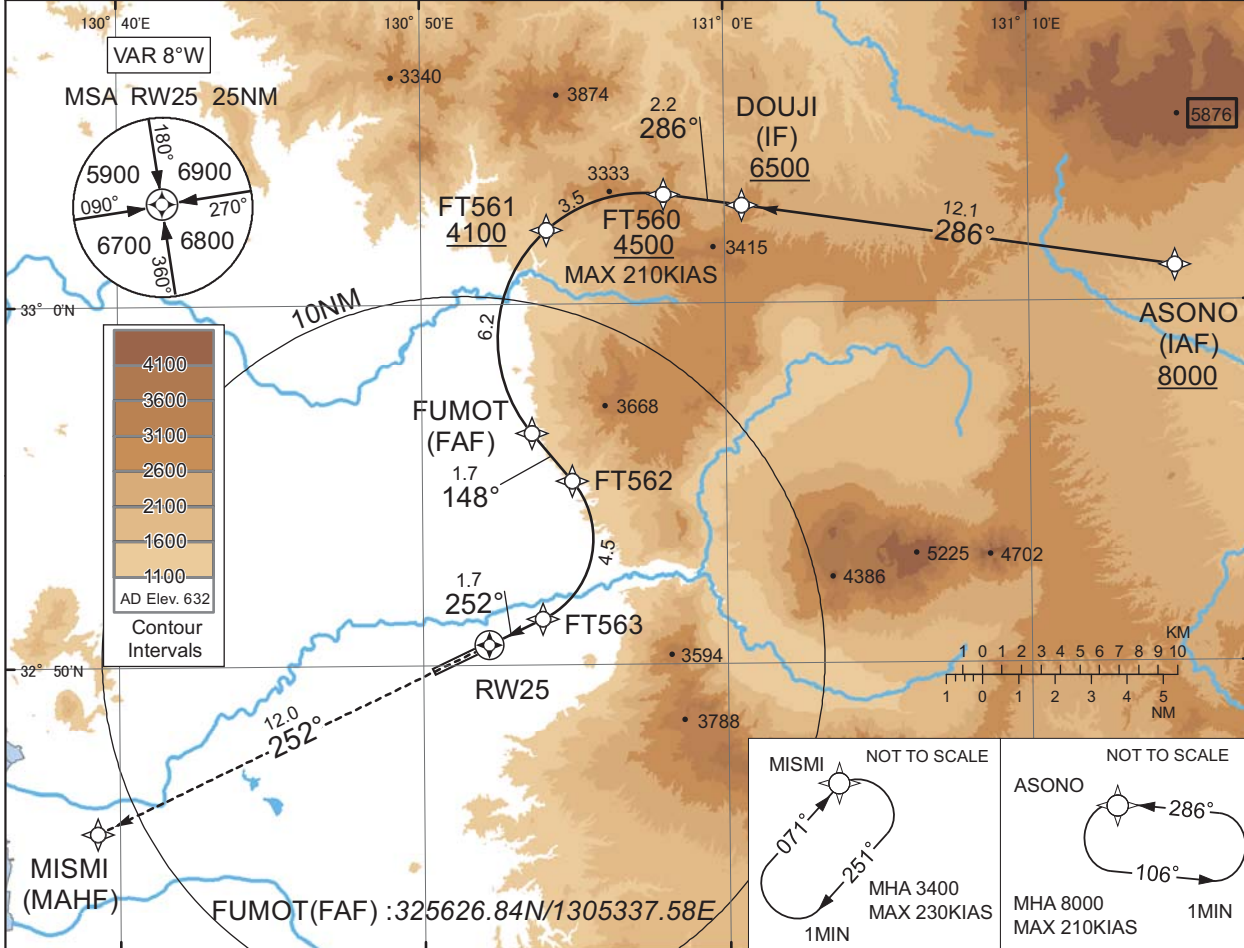 130° 40'E
130° 50'E
131° 0'E
131° 10'E
VAR 8°W
MSA RW25 25NM
180°
5900
6900
090°
270°
6700
6800
360°
3340
3874
2.2
286°
DOUJI
(IF)
6500
5876
3333
FT561
4100
3.5
FT560
4500
MAX 210KIAS
3415
12.1
286°
ASONO
(IAF)
8000
33° 0'N
10NM
6.2
4100
3600
3100
2600
2100
1600
1100
AD Elev. 632
Contour
Intervals
FUMOT
(FAF)
3668
1.7
148°
FT562
4.5
5225
4702
4386
1.7
252°
FT563
32° 50'N
RW25
3594
3788
KM
1 0 1 2 3 4 5 6 7 8 9 10
1 0 1 2 3 4 5
NM
12.0
252°
MISMI
(MAHF)
FUMOT(FAF) :325626.84N/1305337.58E
MISMI
NOT TO SCALE
071°
251°
MHA 3400
MAX 230KIAS
1MIN
NOT TO SCALE
ASONO
286°
106°
MHA 8000
MAX 210KIAS
1MIN